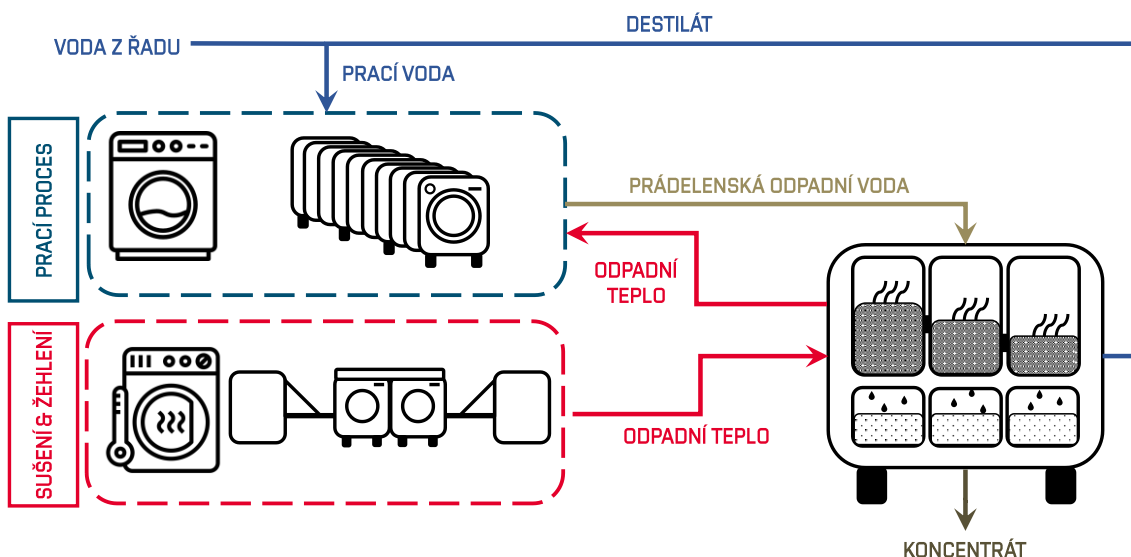 DESTILÁT
VODA Z ŘADU
PRACÍ VODA
PRACÍ PROCES
PRÁDELENSKÁ ODPADNÍ VODA
ODPADNÍ
TEPLO
SUŠENÍ & ŽEHLENÍ
ODPADNÍ TEPLO
KONCENTRÁT